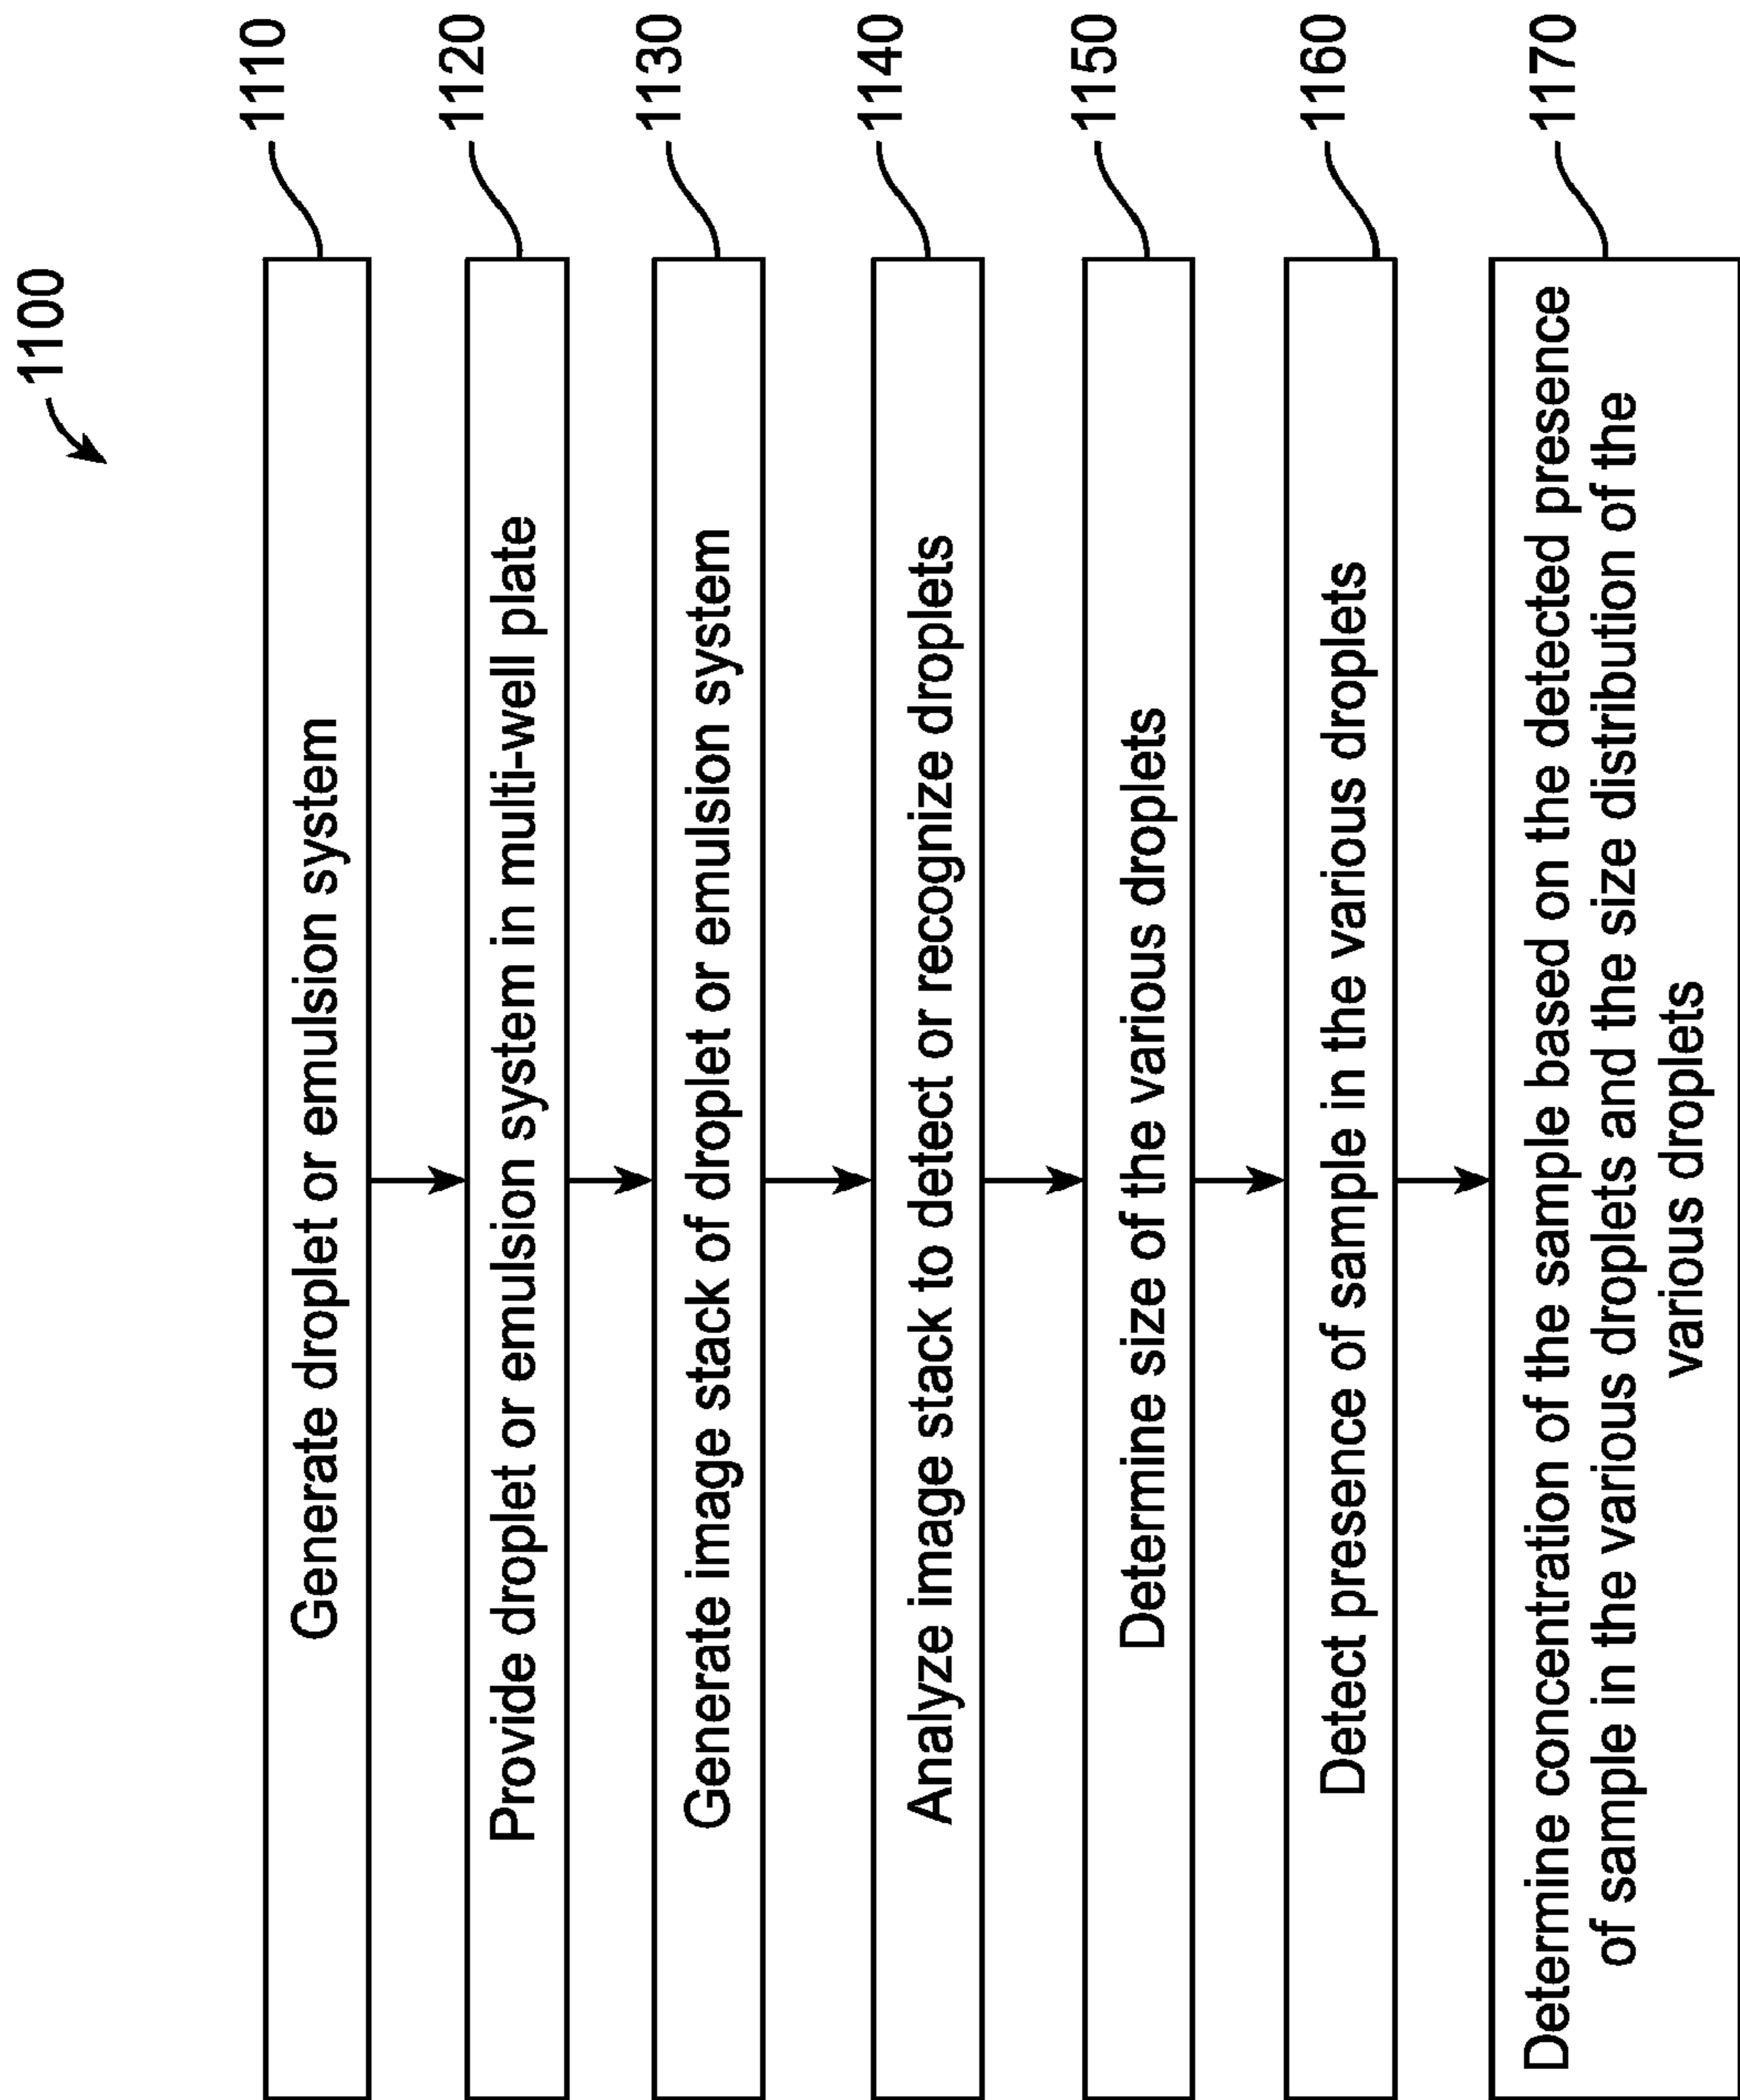 1100
Generate droplet or emulsion system
1110
Provide droplet or emulsion system in multi-well plate
1120
Generate image stack of droplet or emulsion system
1130
Analyze image stack to detect or recognize droplets
1140
Determine size of the various droplets
1150
Detect presence of sample in the various droplets
1160
Determine concentration of the sample based on the detected presence
of sample in the various droplets and the size distribution of the
various droplets
1170